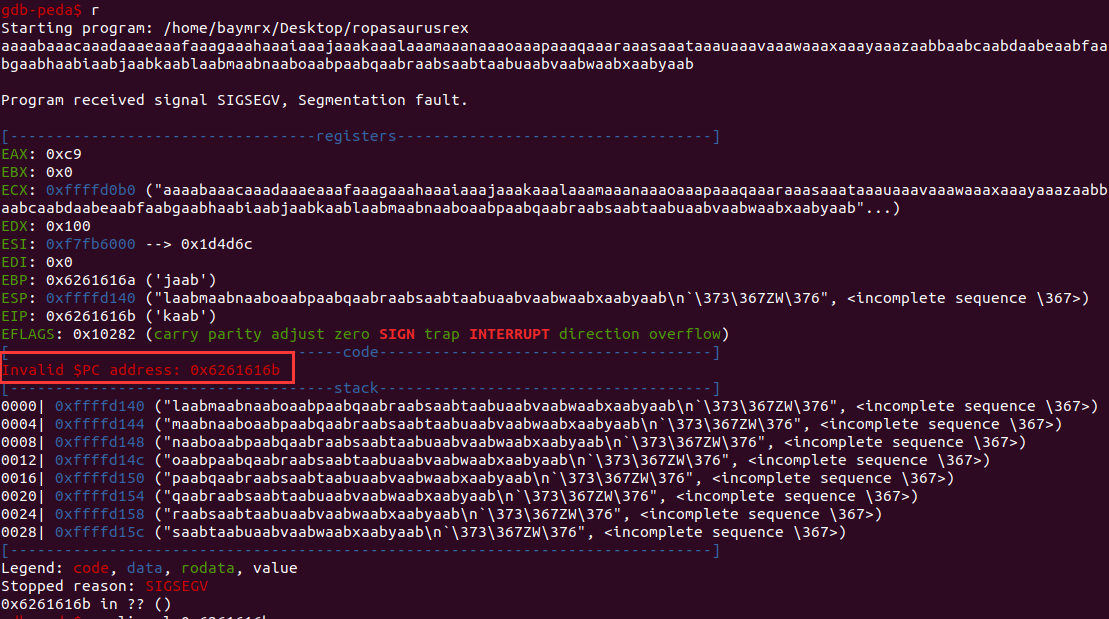 gdb-peda$ r
Starting program: /home/baymrx/Desktop/ropasaurusrex
aaaabaaacaaadaaaeaaafaaagaaahaaaiaaajaaakaaalaaamaaanaaaoaaapaaaqaaaraaasaaataaauaaavaaawaaaxaaayaaazaabbaabcaabdaabeaabfaa
bgaabhaabiaabjaabkaablaabmaabnaaboaabpaabqaabraabsaabtaabuaabvaabwaabxaabyaab
Program received signal SIGSEGV, Segmentation fault.
[----------------------------------registers-----------------------------------]
EAX: 0xc9
EBX: 0x0
ECX: 0xffffd0b0 ("aaaabaaacaaadaaaeaaafaaagaaahaaaiaaajaaakaaalaaamaaanaaaoaaapaaaqaaaraaasaaataaauaaavaaawaaaxaaayaaazaabb
aabcaabdaabeaabfaabgaabhaabiaabjaabkaablaabmaabnaaboaabpaabqaabraabsaabtaabuaabvaabwaabxaabyaab"...)
EDX: 0x100
ESI: 0xf7fb6000 --> 0x1d4d6c
EDI: 0x0
EBP: 0x6261616a ('jaab')
ESP: 0xffffd140 ("laabmaabnaaboaabpaabqaabraabsaabtaabuaabvaabwaabxaabyaab\n`\373\367ZW\376", <incomplete sequence \367>)
EIP: 0x6261616b ('kaab')
EFLAGS: 0x10282 (carry parity adjust zero SIGN trap INTERRUPT direction overflow)
[-------------------------------------code-------------------------------------]
Invalid $PC address: 0x6261616b
[------------------------------------stack-------------------------------------]
0000| 0xffffd140 ("laabmaabnaaboaabpaabqaabraabsaabtaabuaabvaabwaabxaabyaab\n`\373\367ZW\376", <incomplete sequence \367>)
0004| 0xffffd144 ("maabnaaboaabpaabqaabraabsaabtaabuaabvaabwaabxaabyaab\n`\373\367ZW\376", <incomplete sequence \367>)
0008| 0xffffd148 ("naaboaabpaabqaabraabsaabtaabuaabvaabwaabxaabyaab\n`\373\367ZW\376", <incomplete sequence \367>)
0012| 0xffffd14c ("oaabpaabqaabraabsaabtaabuaabvaabwaabxaabyaab\n`\373\367ZW\376", <incomplete sequence \367>)
0016| 0xffffd150 ("paabqaabraabsaabtaabuaabvaabwaabxaabyaab\n`\373\367ZW\376", <incomplete sequence \367>)
0020| 0xffffd154 ("qaabraabsaabtaabuaabvaabwaabxaabyaab\n`\373\367ZW\376", <incomplete sequence \367>)
0024| 0xffffd158 ("raabsaabtaabuaabvaabwaabxaabyaab\n`\373\367ZW\376", <incomplete sequence \367>)
0028| 0xffffd15c ("saabtaabuaabvaabwaabxaabyaab\n`\373\367ZW\376", <incomplete sequence \367>)
[------------------------------------------------------------------------------]
Legend: code, data, rodata, value
Stopped reason: SIGSEGV
0x6261616b in ?? ()